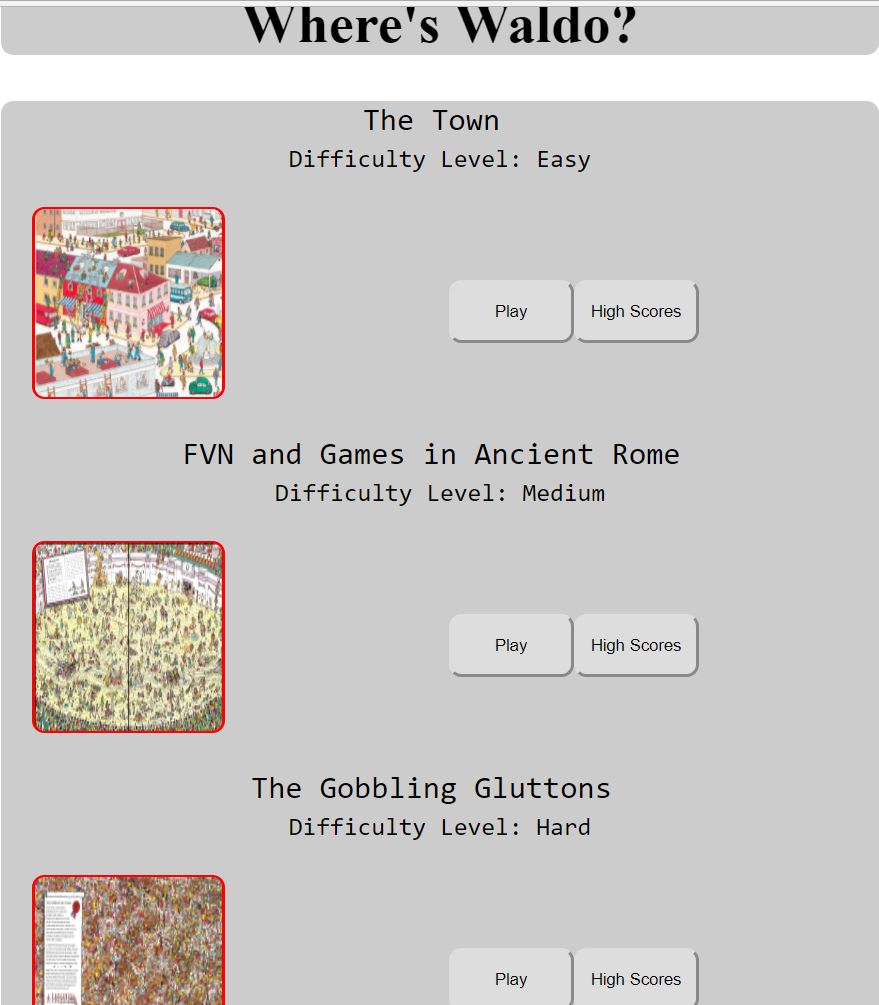 Where's Waldo?
The Town
Difficulty Level: Easy
Play
High Scores
FVN and Games in Ancient Rome
Difficulty Level: Medium
Play
High Scores
The Gobbling Gluttons
Difficulty Level: Hard
Play
High Scores